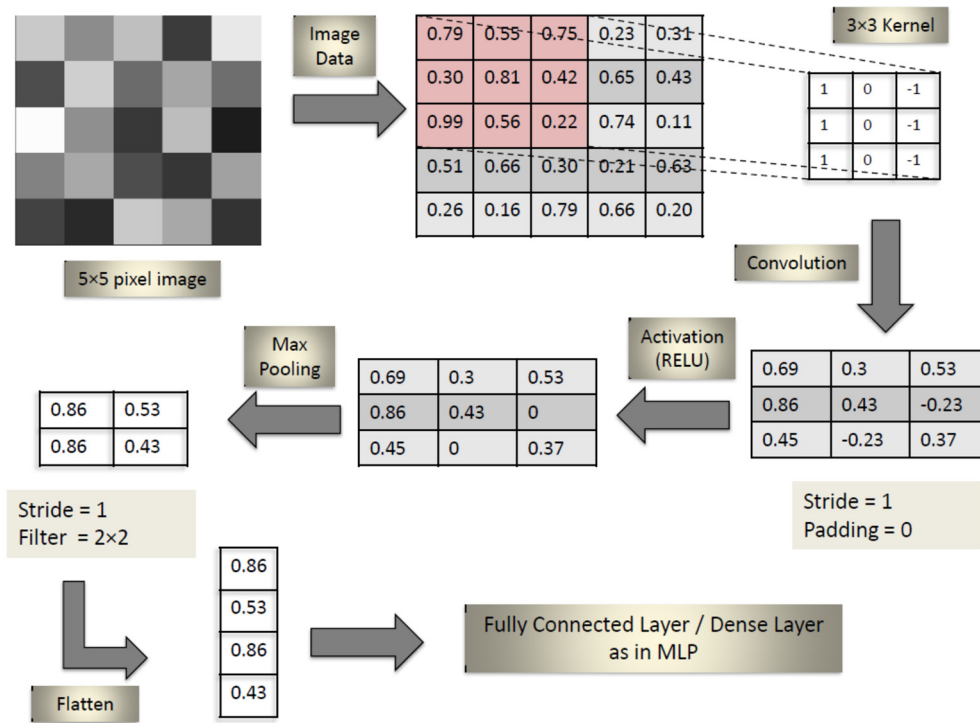 Image
Data
3×3 Kernel
0.79 0.55 0.75 0.23 0.31
0.30 0.81 0.42 0.65 0.43
0.99 0.56 0.22 0.74 0.11
0.51 0.66 0.30 0.21 0.63
0.26 0.16 0.79 0.66 0.20
1 0 -1
1 0 -1
1 0 -1
5×5 pixel image
Convolution
Activation
(RELU)
Max
Pooling
0.69 0.3 0.53
0.86 0.43 -0.23
0.45 -0.23 0.37
Stride = 1
Padding = 0
0.69 0.3 0.53
0.86 0.43 0
0.45 0 0.37
0.86 0.53
0.86 0.43
Stride = 1
Filter = 2×2
Flatten
0.86
0.53
0.86
0.43
Fully Connected Layer / Dense Layer
as in MLP